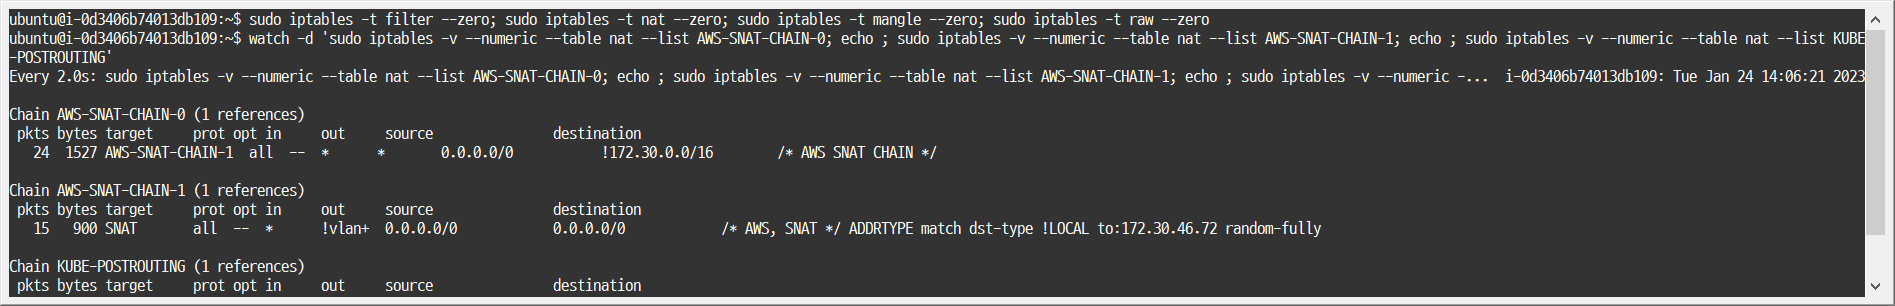 ubuntu@i-0d3406b74013db109:~$ sudo iptables -t filter --zero; sudo iptables -t nat --zero; sudo iptables -t mangle --zero; sudo iptables -t raw --zero
ubuntu@i-0d3406b74013db109:~$ watch -d 'sudo iptables -v --numeric --table nat --list AWS-SNAT-CHAIN-0; echo ; sudo iptables -v --numeric --table nat --list AWS-SNAT-CHAIN-1; echo ; sudo iptables -v --numeric --table nat --list KUBE
-POSTROUTING'
Every 2.0s: sudo iptables -v --numeric --table nat --list AWS-SNAT-CHAIN-0; echo ; sudo iptables -v --numeric --table nat --list AWS-SNAT-CHAIN-1; echo ; sudo iptables -v --numeric -... i-0d3406b74013db109: Tue Jan 24 14:06:21 2023
Chain AWS-SNAT-CHAIN-0 (1 references)
pkts bytes target prot opt in out source destination
24 1527 AWS-SNAT-CHAIN-1 all -- * * 0.0.0.0/0 !172.30.0.0/16 /* AWS SNAT CHAIN */
Chain AWS-SNAT-CHAIN-1 (1 references)
pkts bytes target prot opt in out source destination
15 900 SNAT all -- * !vlan+ 0.0.0.0/0 0.0.0.0/0 /* AWS, SNAT */ ADDRTYPE match dst-type !LOCAL to:172.30.46.72 random-fully
Chain KUBE-POSTROUTING (1 references)
pkts bytes target prot opt in out source destination